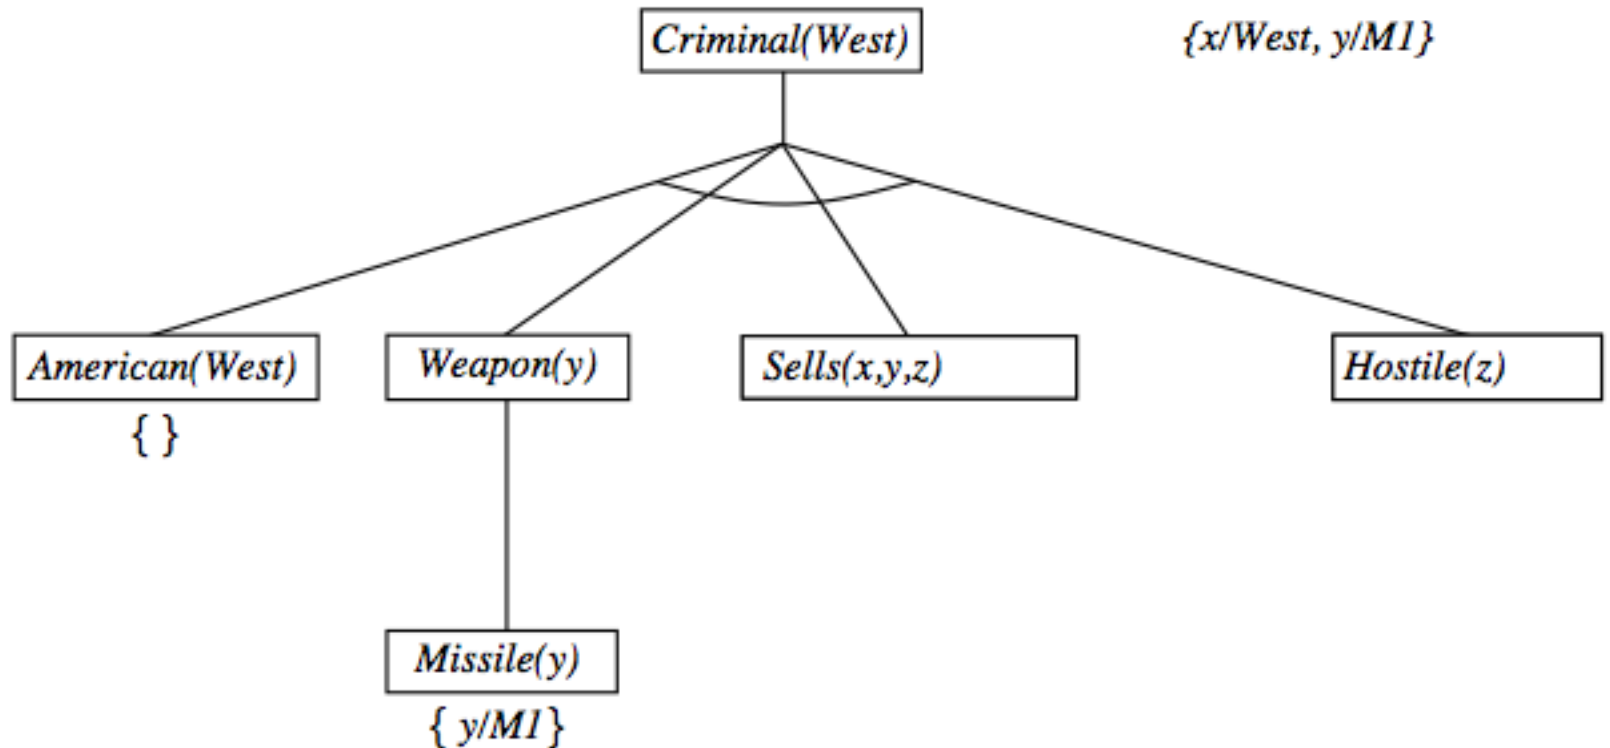 Criminal(West)
{x/West, y/M1}
American(West)
Weapon(y)
Sells(x,y,z)
Hostile(z)
{ }
Missile(y)
{ y/M1}